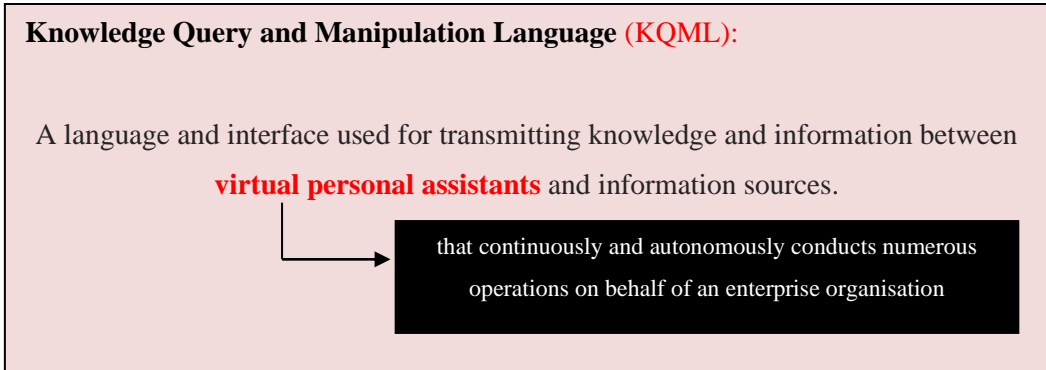 Knowledge Query and Manipulation Language (KQML):
A language and interface used for transmitting knowledge and information between
virtual personal assistants and information sources.
that continuously and autonomously conducts numerous
operations on behalf of an enterprise organisation